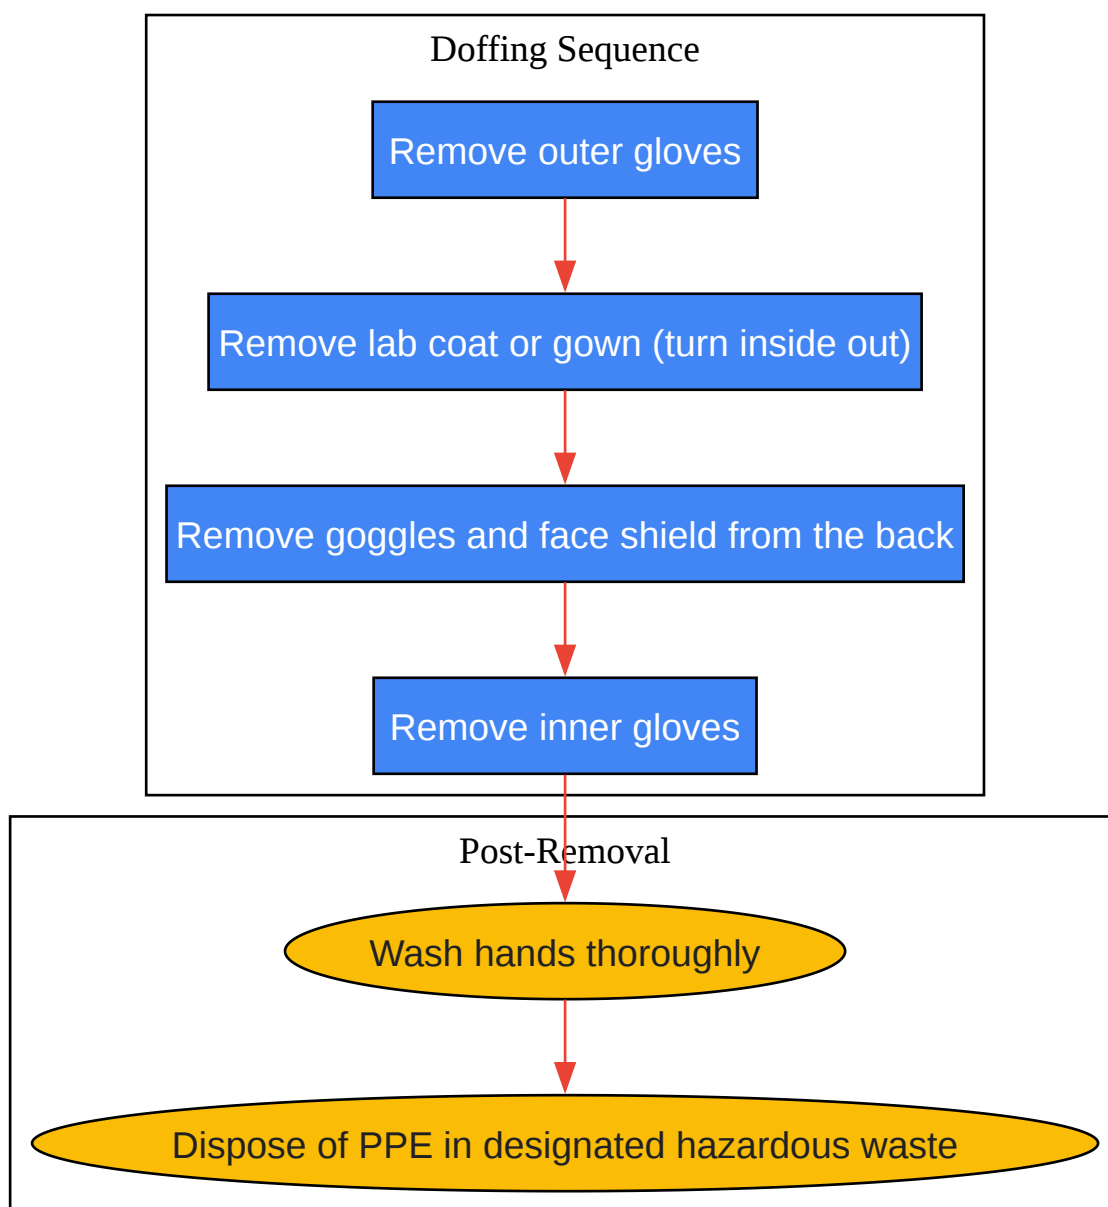 Doffing Sequence
Remove outer gloves
Remove lab coat or gown (turn inside out)
Remove goggles and face shield from the back
Remove inner gloves
Post-Removal
Wash hands thoroughly
Dispose of PPE in designated hazardous waste